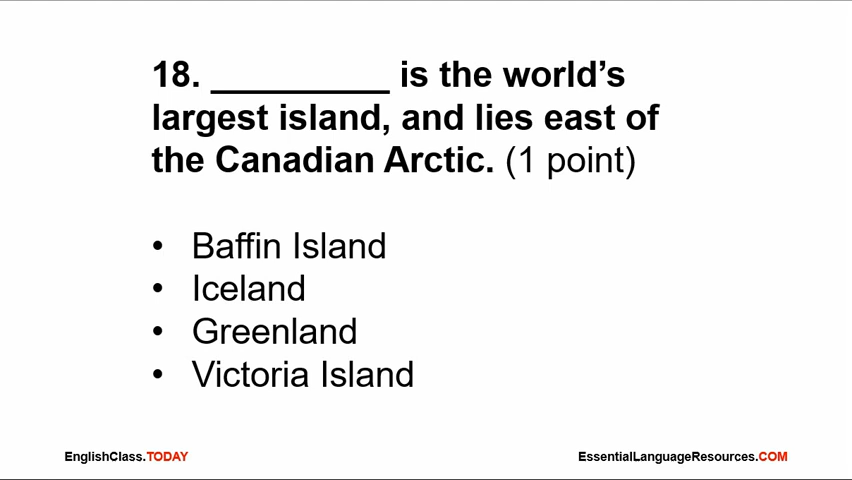 18. _________ is the world’s
largest island, and lies east of
the Canadian Arctic. (1 point)
• Baffin Island
• Iceland
• Greenland
• Victoria Island
EnglishClass.TODAY
EssentialLanguageResources.COM